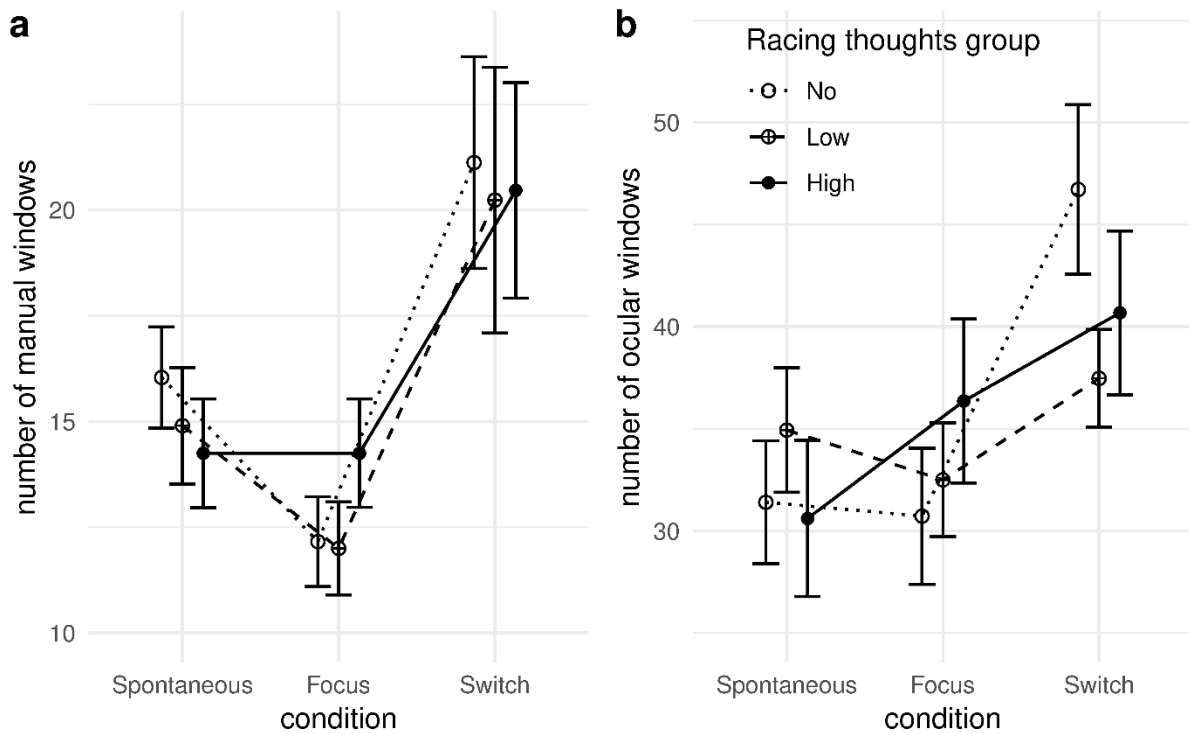 a
number of manual windows
20
15
10
Spontaneous
Focus
Switch
condition
b
Racing thoughts group
No
Low
High
number of ocular windows
50
40
30
Spontaneous
Focus
Switch
condition